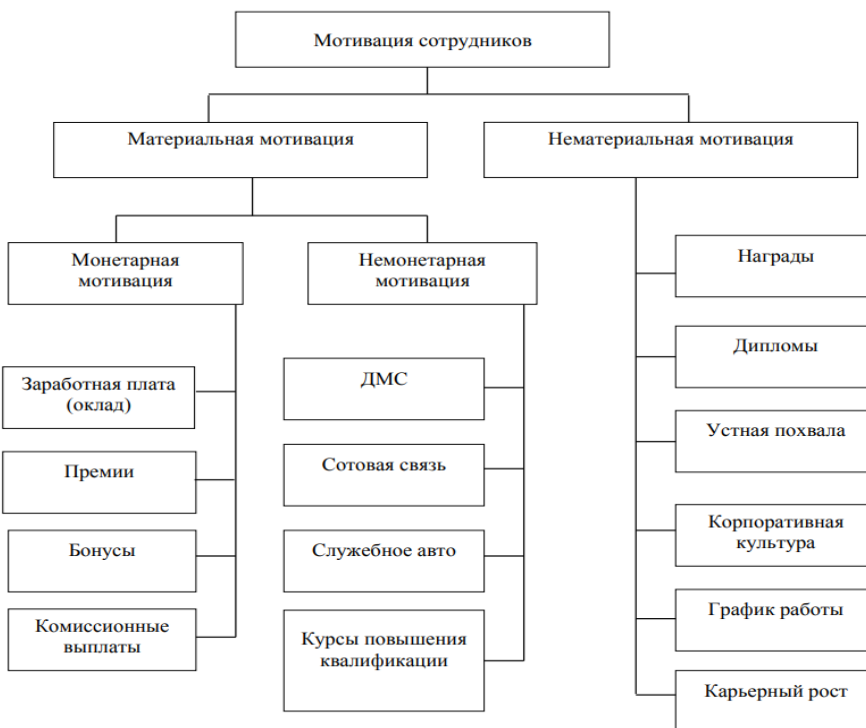 Мотивация сотрудников
Материальная мотивация
Нематериальная мотивация
Монетарная
мотивация
Немонетарная
мотивация
Заработная плата
(оклад)
Премии
Бонусы
Комиссионные
выплаты
ДМС
Сотовая связь
Служебное авто
Курсы повышения
квалификации
Награды
Дипломы
Устная похвала
Корпоративная
культура
График работы
Карьерный рост